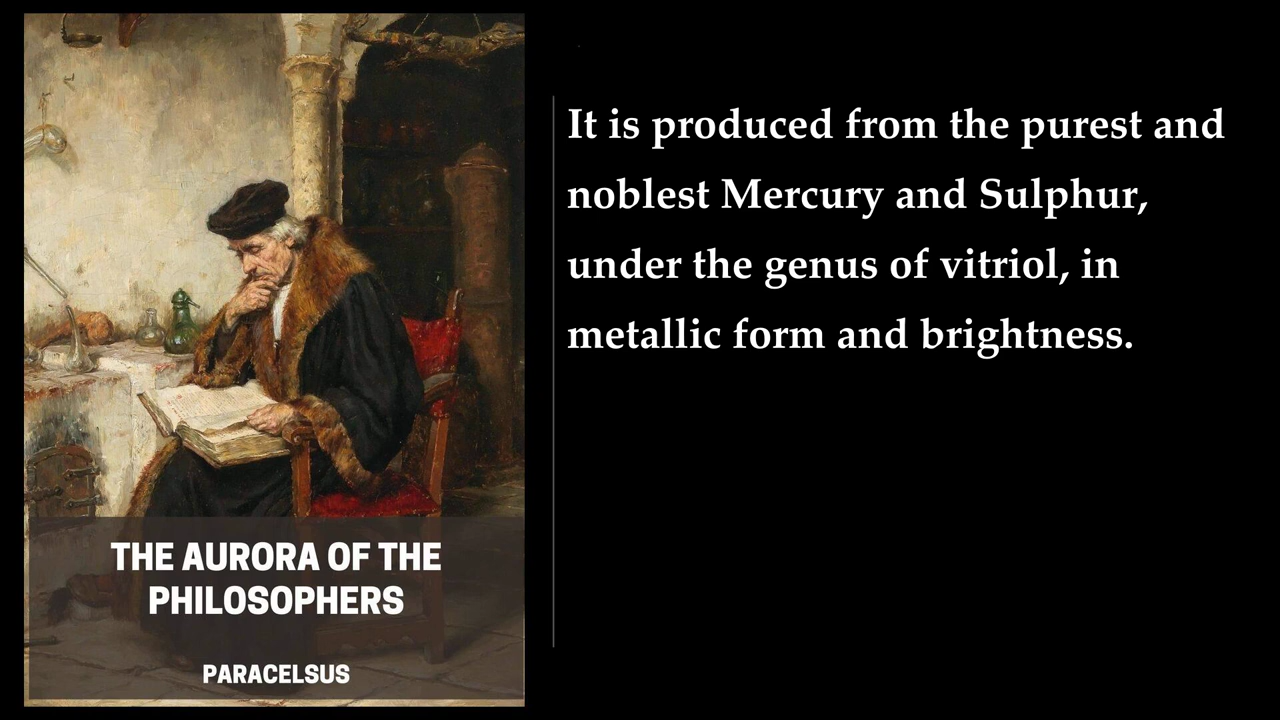 It is produced from the purest and
noblest Mercury and Sulphur,
under the genus of vitriol, in
metallic form and brightness.
THE AURORA OF THE
PHILOSOPHERS
PARACELSUS